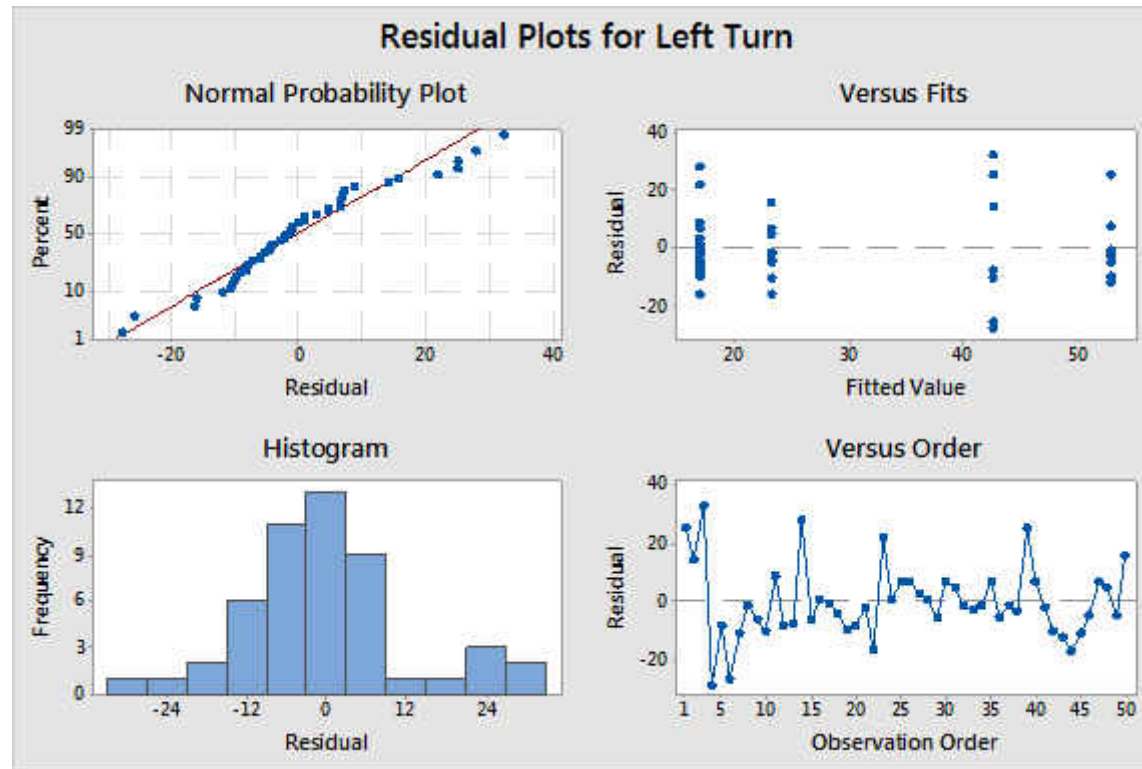 Residual Plots for Left Turn
Normal Probability Plot
Versus Fits
99
90
50
10
1
Percent
-20 0 20 40
Residual
40
20
0
-20
Residual
20 30 40 50
Fitted Value
Histogram
Versus Order
12
9
6
3
0
Frequency
-24 -12 0 12 24
Residual
40
20
0
-20
Residual
1 5 10 15 20 25 30 35 40 45 50
Observation Order